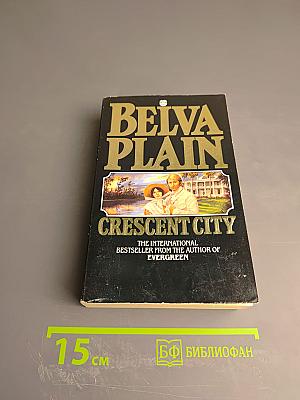 BELVA
PLAIN
CRESCENT CITY
THE INTERNATIONAL
BESTSELLER FROM THE AUTHOR OF
EVERGREEN
15 см
БФ БИБЛИОФАН